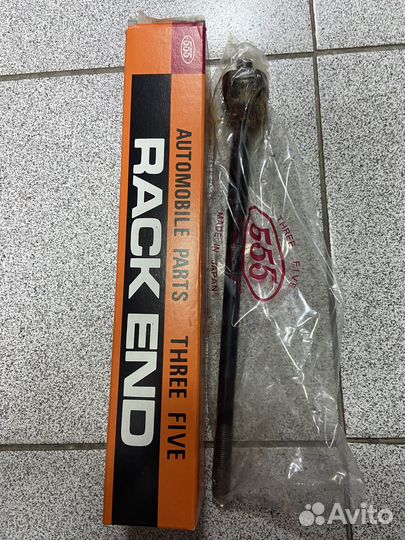 555
AUTOMOBILE PARTS THREE FIVE
RACK END
THREE FIVE
555
MADE IN JAPAN
Avito